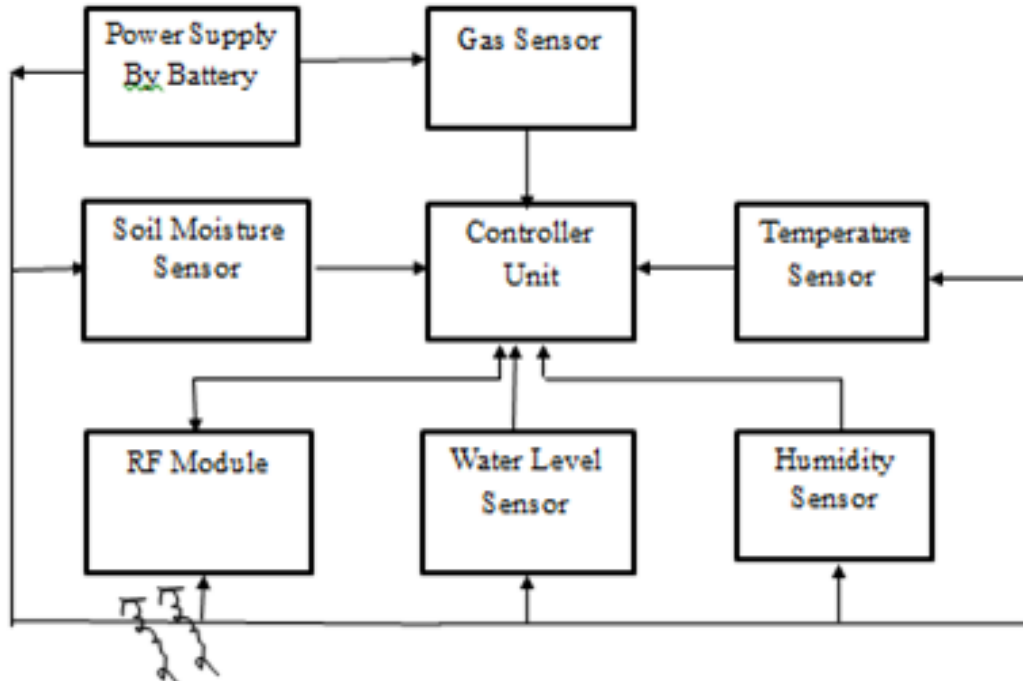 Power Supply
By Battery
Gas Sensor
Soil Moisture
Sensor
Controller
Unit
Temperature
Sensor
RF Module
Water Level
Sensor
Humidity
Sensor